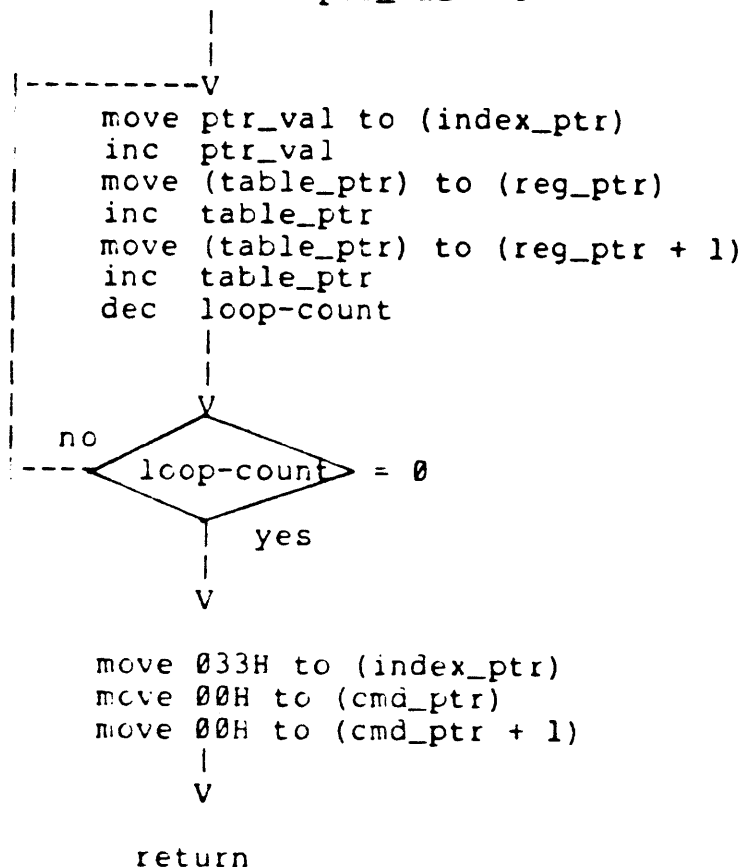 move ptr_val to (index_ptr)
inc ptr_val
move (table_ptr) to (reg_ptr)
inc table_ptr
move (table_ptr) to (reg_ptr + 1)
inc table_ptr
dec loop-count
no
loop-count = 0
yes
move 033H to (index_ptr)
move 00H to (cmd_ptr)
move 00H to (cmd_ptr + 1)
return